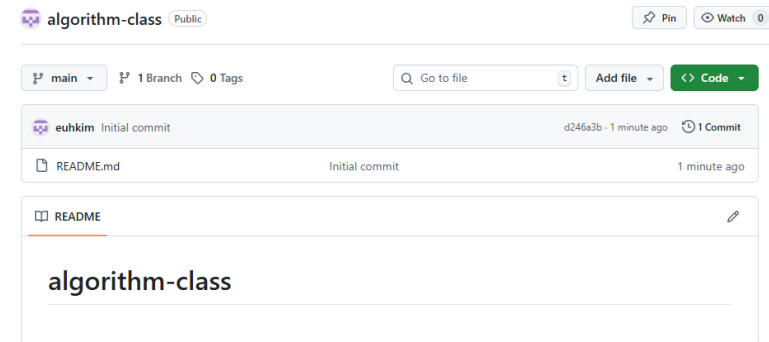 algorithm-class Public Pin Watch 0
main 1 Branch 0 Tags Go to file t Add file Code
euhkim Initial commit d246a3b · 1 minute ago 1 Commit
README.md Initial commit 1 minute ago
README
algorithm-class